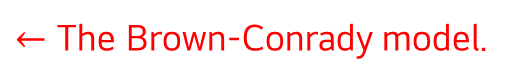 ← The Brown-Conrady model.